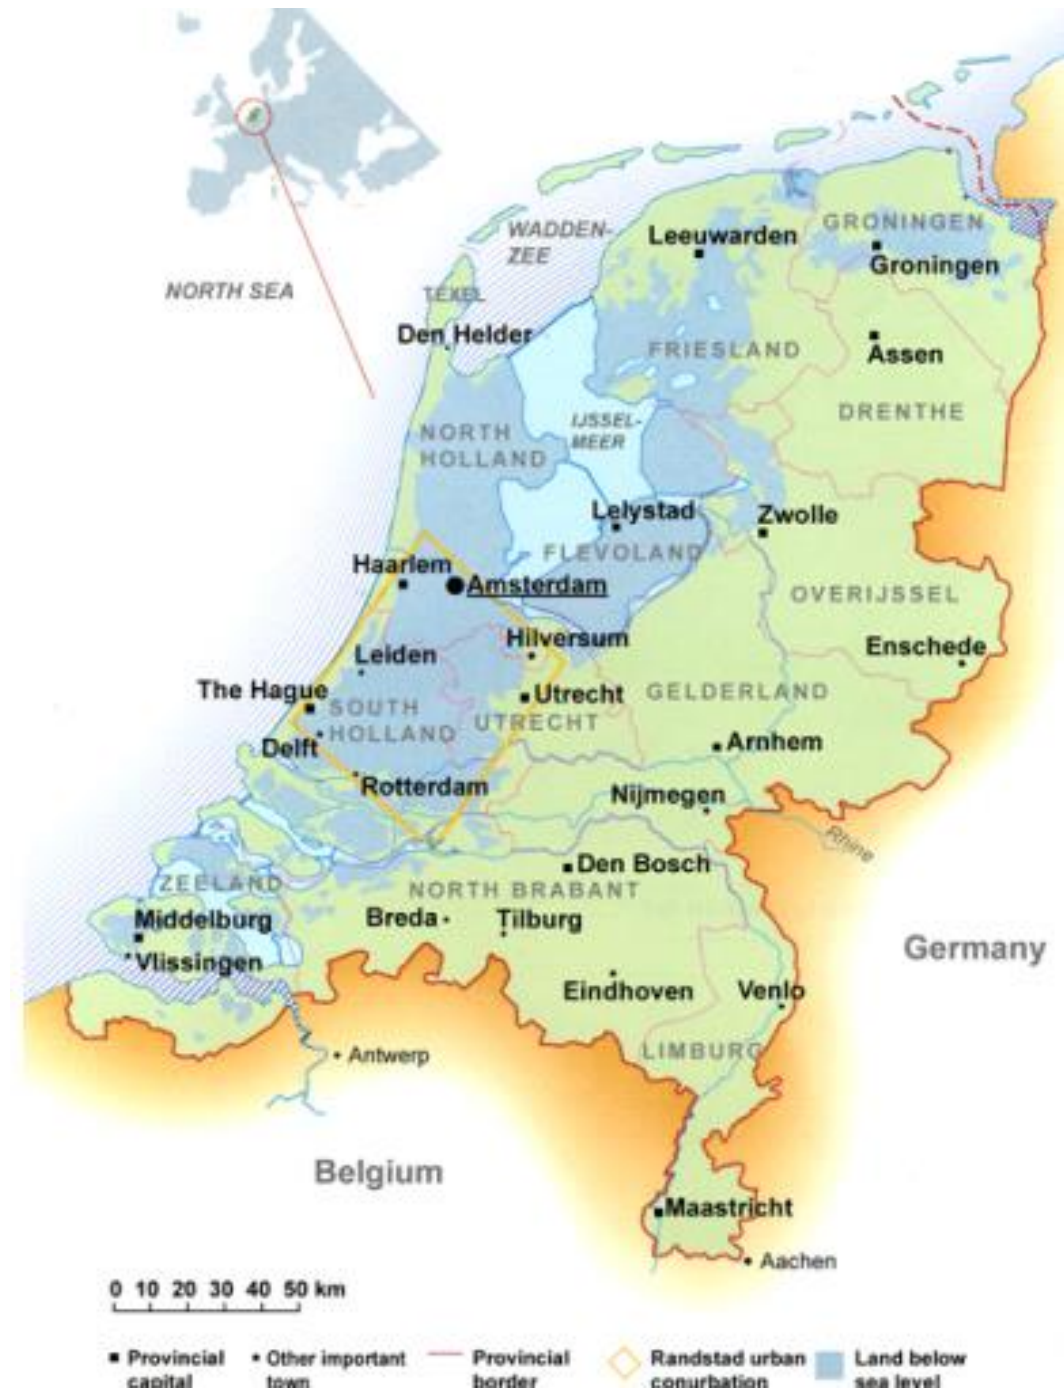 WADDEN-
ZEE
NORTH SEA
TEXEL
Den Helder
Leeuwarden
GRONINGEN
Groningen
FRIESLAND
Assen
DRENTHE
NORTH
HOLLAND
IJSSEL-
MEER
Lelystad
Zwolle
FLEVOLAND
Haarlem
Amsterdam
OVERIJSSEL
Hilversum
Enschede
Leiden
The Hague
SOUTH
HOLLAND
Utrecht
UTRECHT
GELDERLAND
Delft
Arnhem
Rotterdam
Nijmegen
Rhine
Den Bosch
ZEELAND
NORTH BRABANT
Middelburg
Breda
Tilburg
Vlissingen
Germany
Eindhoven
Venlo
LIMBURG
Antwerp
Belgium
Maastricht
Aachen
0 10 20 30 40 50 km
Provincial
capital
Other important
town
Provincial
border
Randstad urban
conurbation
Land below
sea level